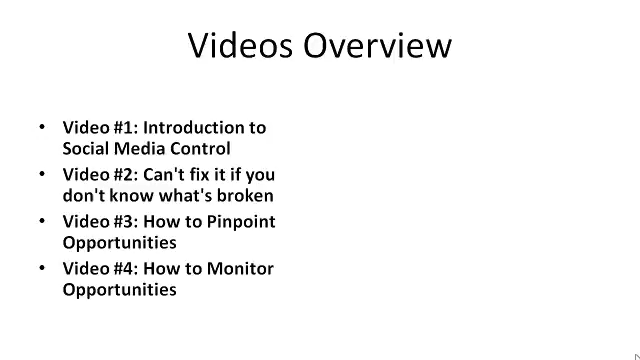 Videos Overview
• Video #1: Introduction to
Social Media Control
• Video #2: Can't fix it if you
don't know what's broken
• Video #3: How to Pinpoint
Opportunities
• Video #4: How to Monitor
Opportunities